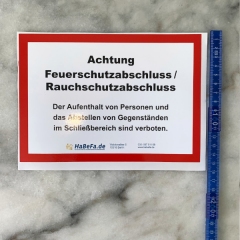 Achtung
Feuerschutzabschluss /
Rauchschutzabschluss
Der Aufenthalt von Personen und
das Abstellen von Gegenständen
im Schließbereich sind verboten.
HaBeFa.de